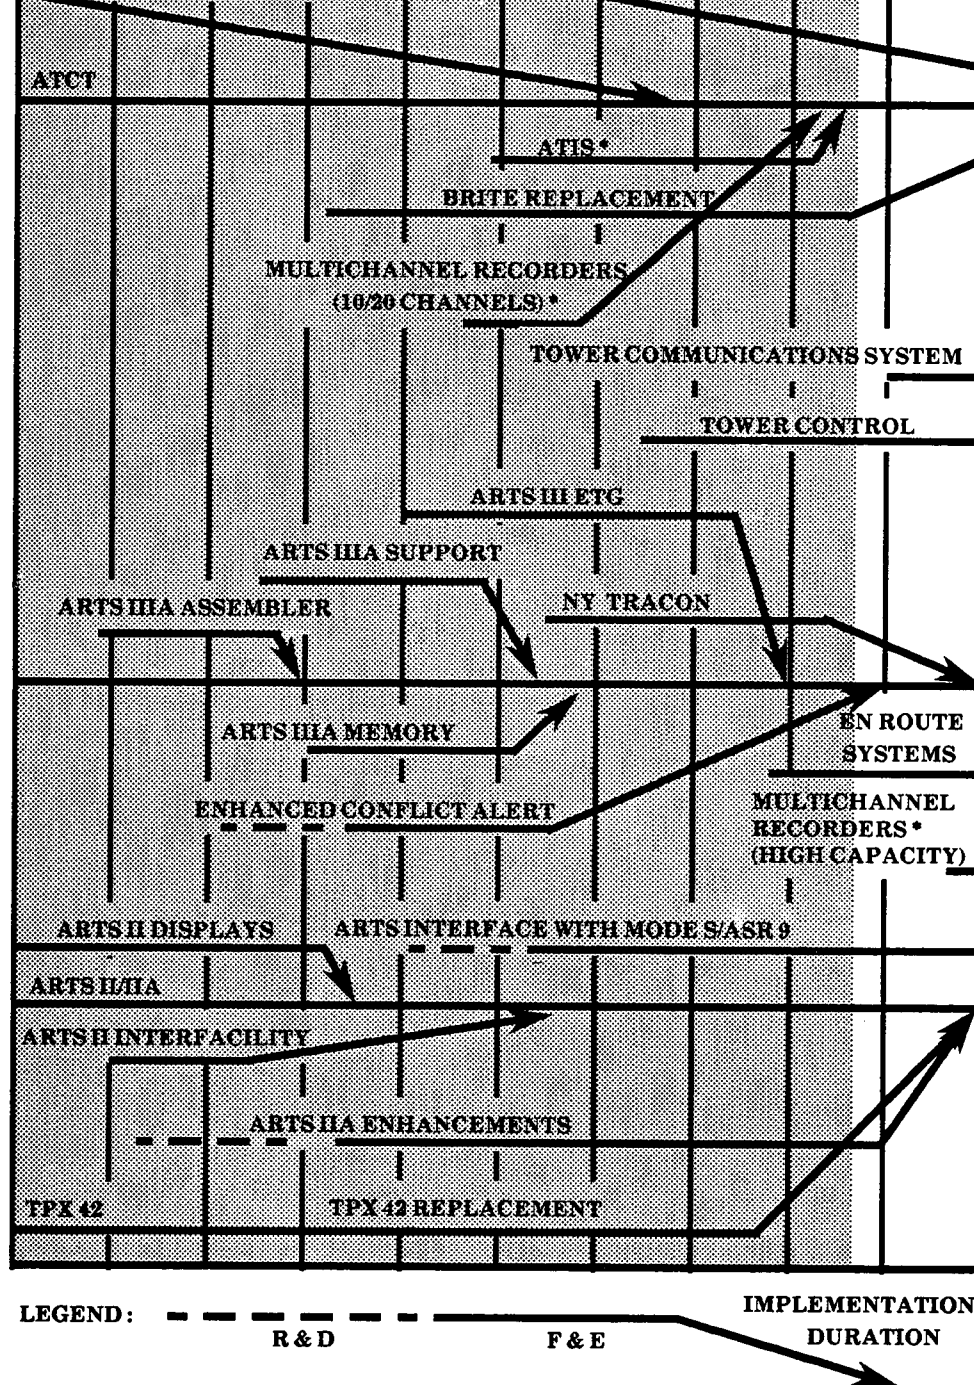 ATCT
ATIS*
BRITE REPLACEMENT
MULTICHANNEL RECORDERS
(10/20 CHANNELS)*
TOWER COMMUNICATIONS SYSTEM
TOWER CONTROL
ARTS III ETG
ARTS IIIA SUPPORT
ARTS IIIA ASSEMBLER
NY TRACON
ARTS IIIA MEMORY
EN ROUTE
SYSTEMS
ENHANCED CONFLICT ALERT
MULTICHANNEL
RECORDERS*
(HIGH CAPACITY)
ARTS II DISPLAYS
ARTS INTERFACE WITH MODE S/ASR 9
ARTS II/IIA
ARTS II INTERFACILITY
ARTS IIA ENHANCEMENTS
TPX 42
TPX 42 REPLACEMENT
LEGEND:
R & D
F & E
IMPLEMENTATION
DURATION